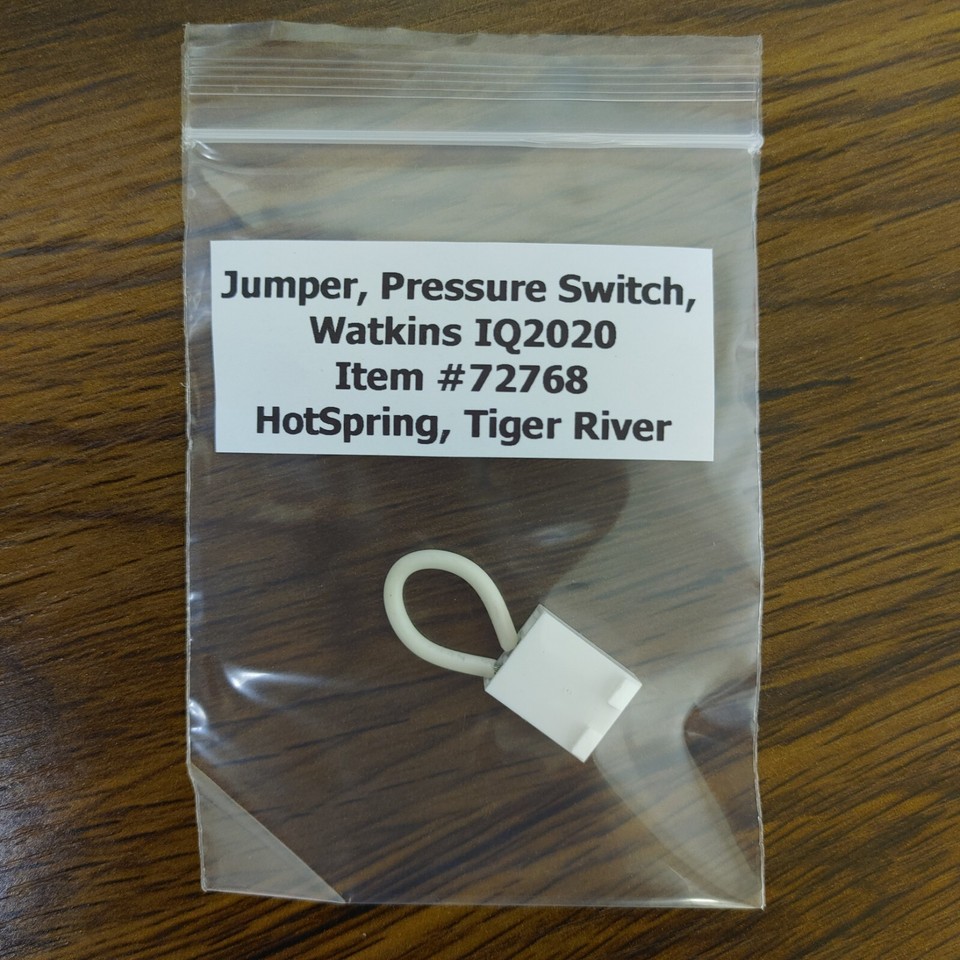 Jumper, Pressure Switch,
Watkins IQ2020
Item #72768
HotSpring, Tiger River